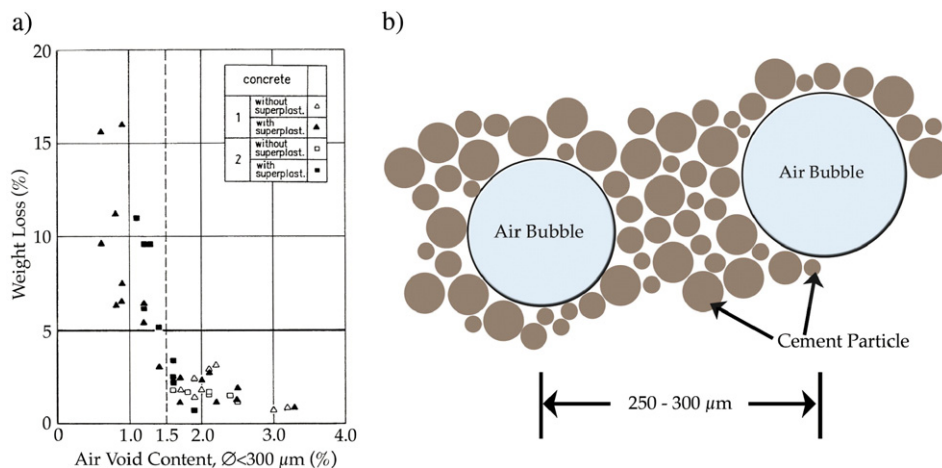 a)
20
15
10
5
0
Weight Loss (%)
0
1.0
1.5
2.0
3.0
4.0
Air Void Content, Ø<300 µm (%)
concrete
1
without
superplast.
△
with
superplast.
▲
2
without
superplast.
□
with
superplast.
■
b)
Air Bubble
Air Bubble
Cement Particle
250 - 300 µm